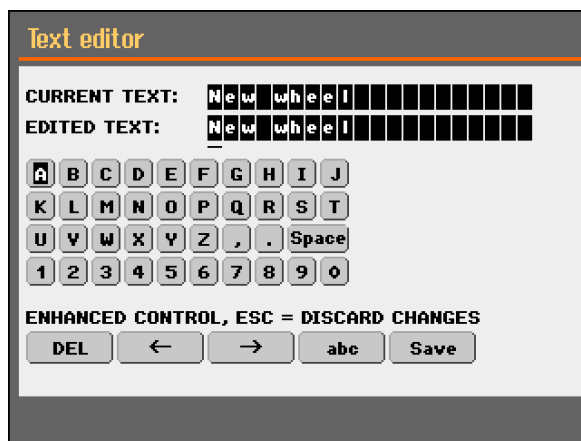 Text editor
CURRENT TEXT: New wheel
EDITED TEXT: New wheel
A B C D E F G H I J
K L M N O P Q R S T
U V W X Y Z , . Space
1 2 3 4 5 6 7 8 9 0
ENHANCED CONTROL, ESC = DISCARD CHANGES
DEL ← → abc Save